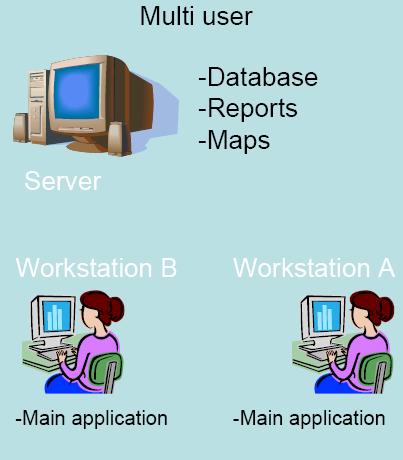 Multi user
-Database
-Reports
-Maps
Server
Workstation B
Workstation A
-Main application
-Main application